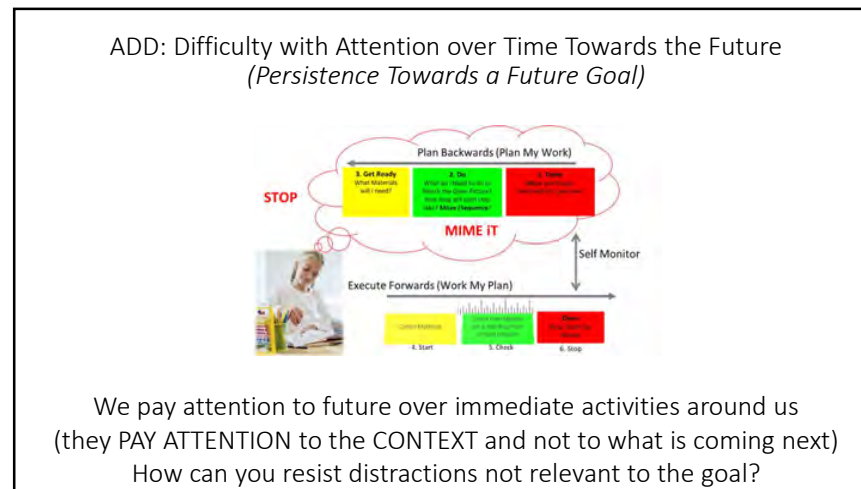 ADD: Difficulty with Attention over Time Towards the Future
(Persistence Towards a Future Goal)
Plan Backwards (Plan My Work)
3. Get Ready
What Materials
will I need?
2. Do
STOP
MIME iT
Self Monitor
Execute Forwards (Work My Plan)
4. Start
5. Check
6. Stop
We pay attention to future over immediate activities around us
(they PAY ATTENTION to the CONTEXT and not to what is coming next)
How can you resist distractions not relevant to the goal?